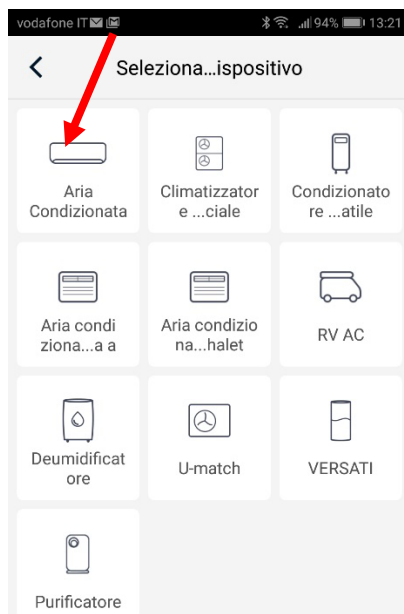 vodafone IT 94% 13:21
Seleziona...ispositivo
Aria
Condizionata
Climatizzator
e ...ciale
Condizionato
re ...atile
Aria condi
ziona...a a
Aria condizio
na...halet
RV AC
Deumidificat
ore
U-match
VERSATI
Purificatore